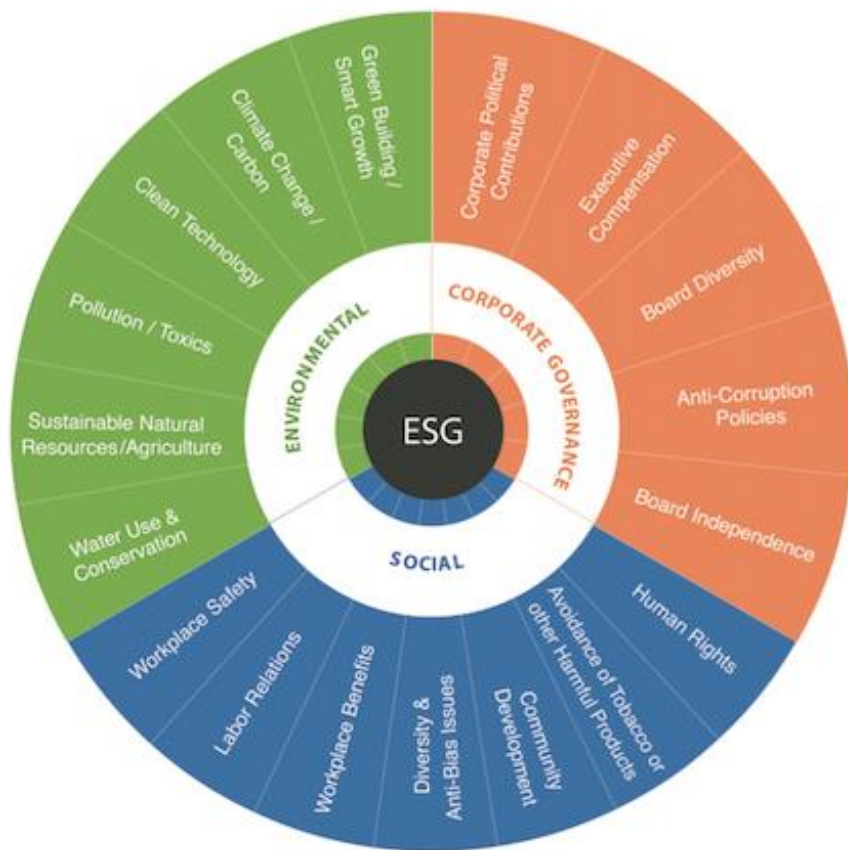 ESG
ENVIRONMENTAL
Green Building /
Smart Growth
Climate Change /
Carbon
Clean Technology
Pollution / Toxics
Sustainable Natural
Resources/Agriculture
Water Use &
Conservation
CORPORATE GOVERNANCE
Corporate Political
Contributions
Executive
Compensation
Board Diversity
Anti-Corruption
Policies
Board Independence
SOCIAL
Workplace Safety
Labor Relations
Workplace Benefits
Diversity &
Anti-Bias Issues
Community
Development
Avoidance of Tobacco or
other Harmful Products
Human Rights